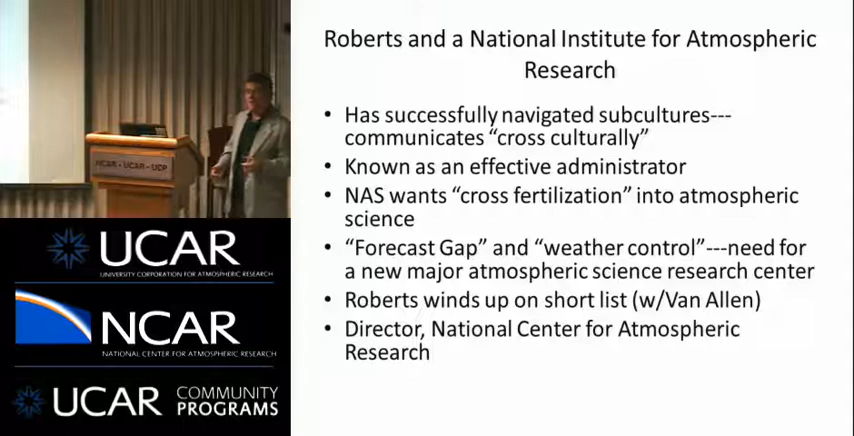 NCAR - UCAR - UCP
UCAR
UNIVERSITY CORPORATION FOR ATMOSPHERIC RESEARCH
NCAR
NATIONAL CENTER FOR ATMOSPHERIC RESEARCH
UCAR COMMUNITY
PROGRAMS
Roberts and a National Institute for Atmospheric
Research
• Has successfully navigated subcultures---
communicates “cross culturally”
• Known as an effective administrator
• NAS wants “cross fertilization” into atmospheric
science
• “Forecast Gap” and “weather control”---need for
a new major atmospheric science research center
• Roberts winds up on short list (w/Van Allen)
• Director, National Center for Atmospheric
Research